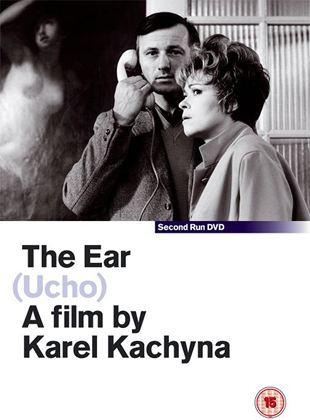 Second Run DVD
The Ear
(Ucho)
A film by
Karel Kachyna
15